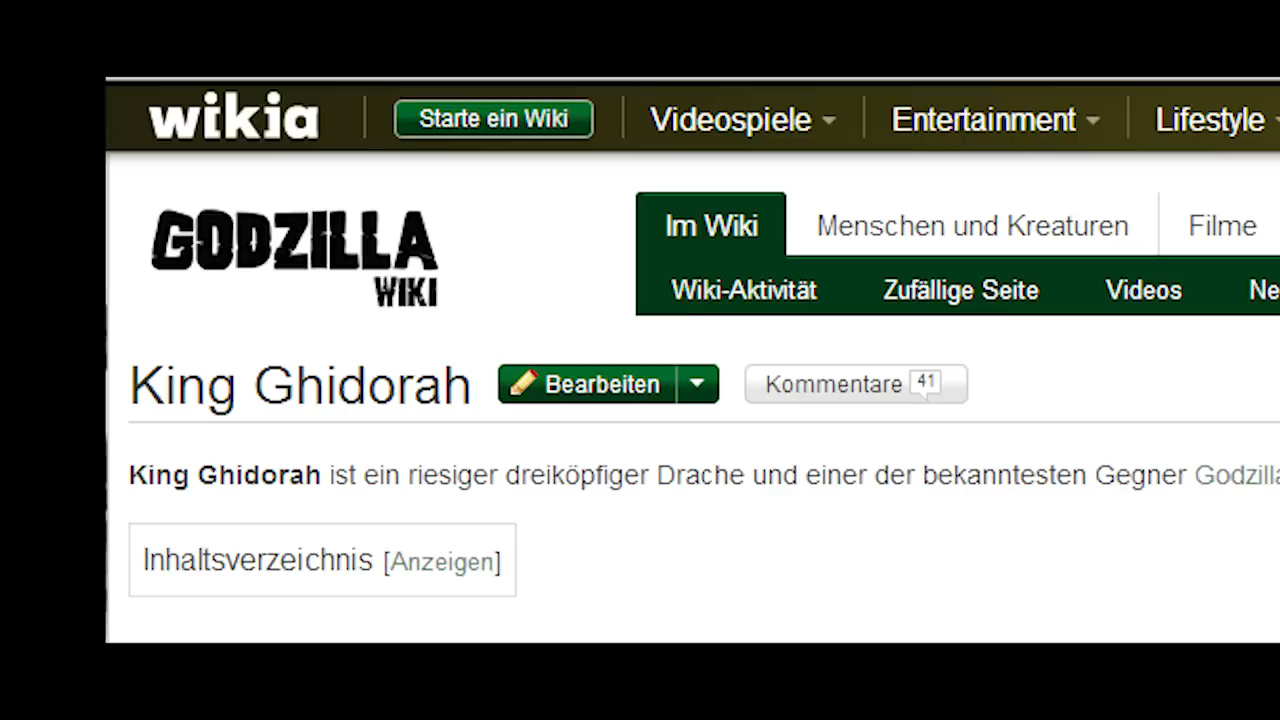 wikia Starte ein Wiki Videospiele Entertainment Lifestyle
GODZILLA
WIKI
Im Wiki Menschen und Kreaturen Filme
Wiki-Aktivität Zufällige Seite Videos Ne
King Ghidorah Bearbeiten Kommentare 41
King Ghidorah ist ein riesiger dreiköpfiger Drache und einer der bekanntesten Gegner Godzilla
Inhaltsverzeichnis [Anzeigen]